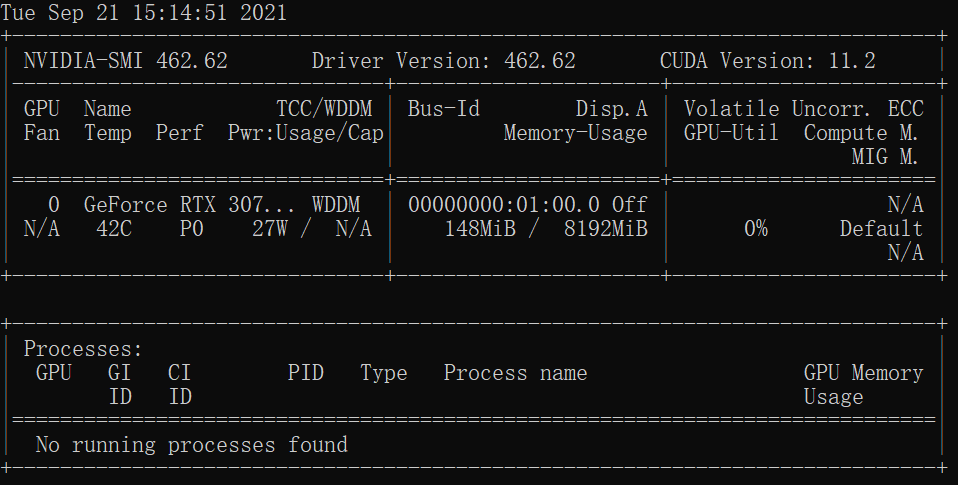 Tue Sep 21 15:14:51 2021
NVIDIA-SMI 462.62 Driver Version: 462.62 CUDA Version: 11.2
GPU Name TCC/WDDM Bus-Id Disp.A Volatile Uncorr. ECC
Fan Temp Perf Pwr:Usage/Cap Memory-Usage GPU-Util Compute M.
MIG M.
0 GeForce RTX 307... WDDM 00000000:01:00.0 Off N/A
N/A 42C P0 27W / N/A 148MiB / 8192MiB 0% Default
N/A
Processes:
GPU GI CI PID Type Process name GPU Memory
ID ID Usage
No running processes found